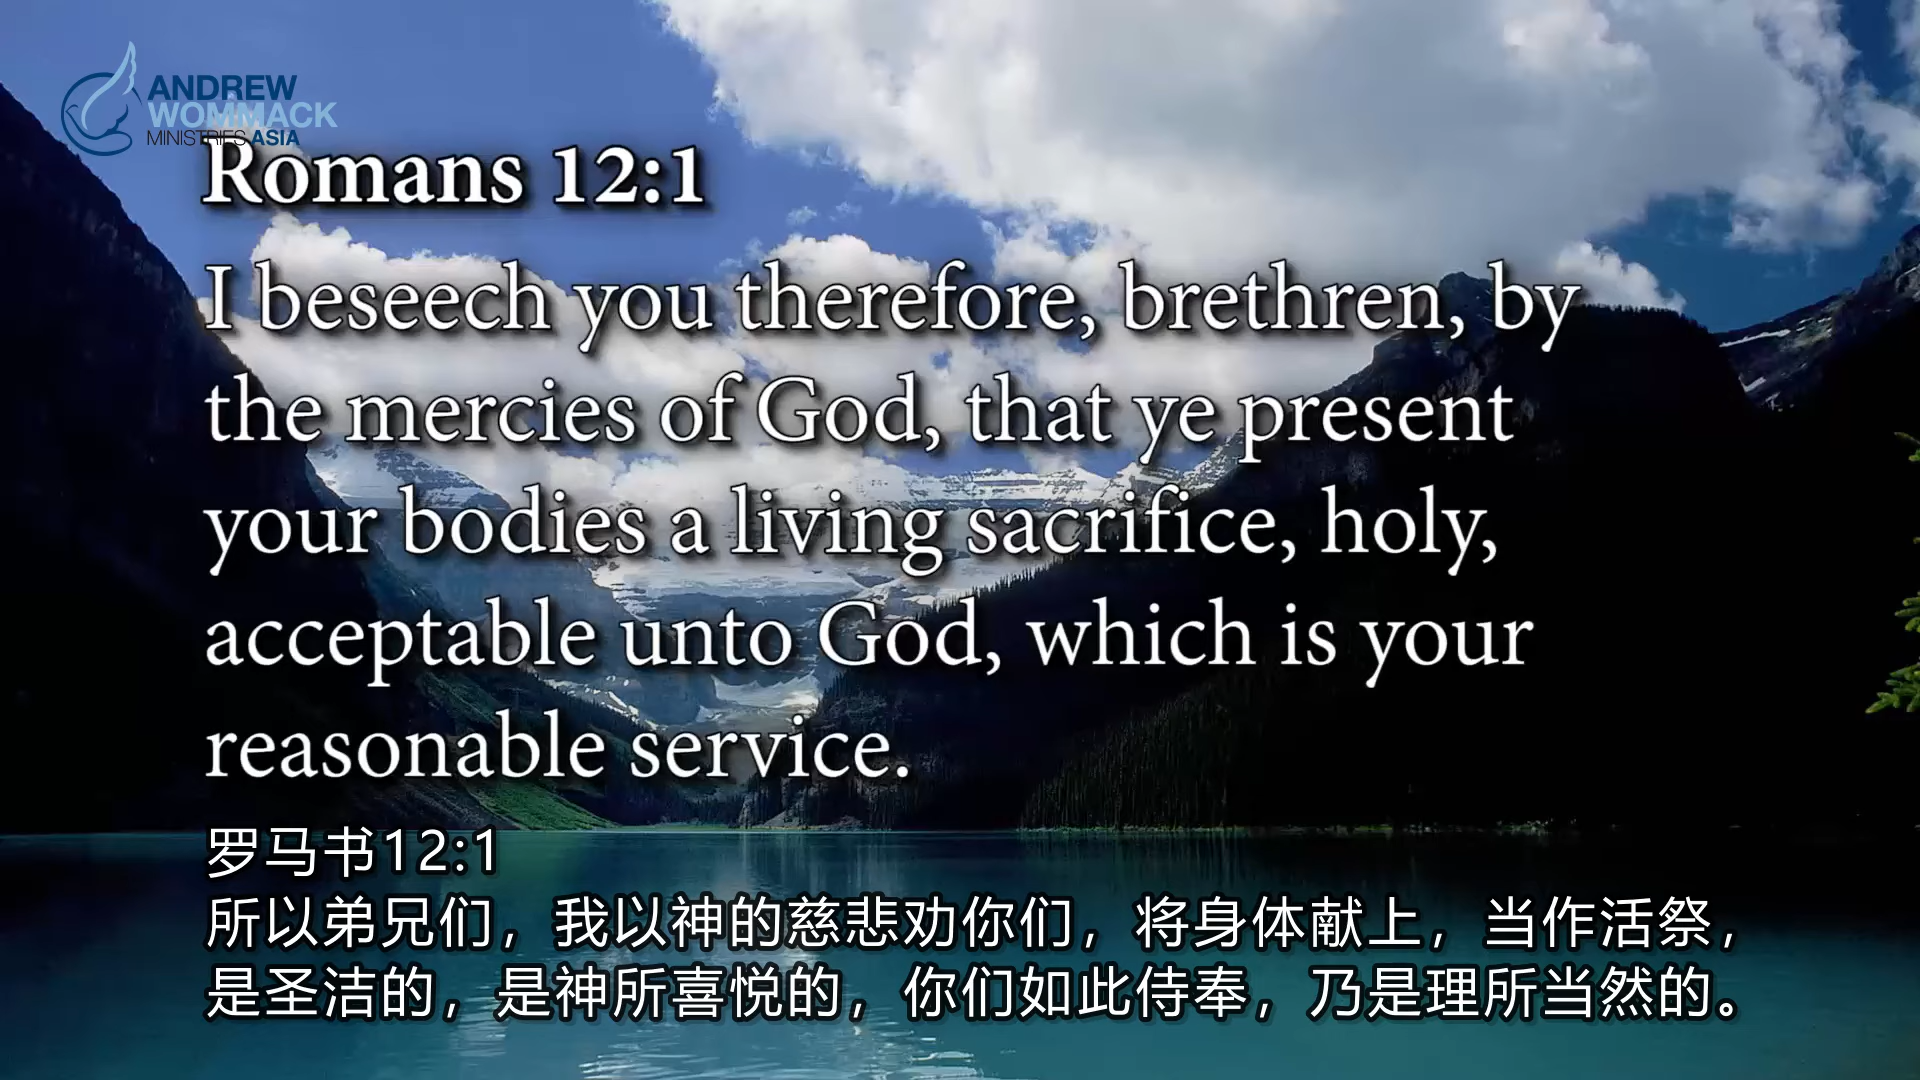 ANDREW
WOMMACK
MINISTRIES ASIA
Romans 12:1
I beseech you therefore, brethren, by
the mercies of God, that ye present
your bodies a living sacrifice, holy,
acceptable unto God, which is your
reasonable service.
罗马书12:1
所以弟兄们，我以神的慈悲劝你们，将身体献上，当作活祭，
是圣洁的，是神所喜悦的，你们如此侍奉，乃是理所当然的。